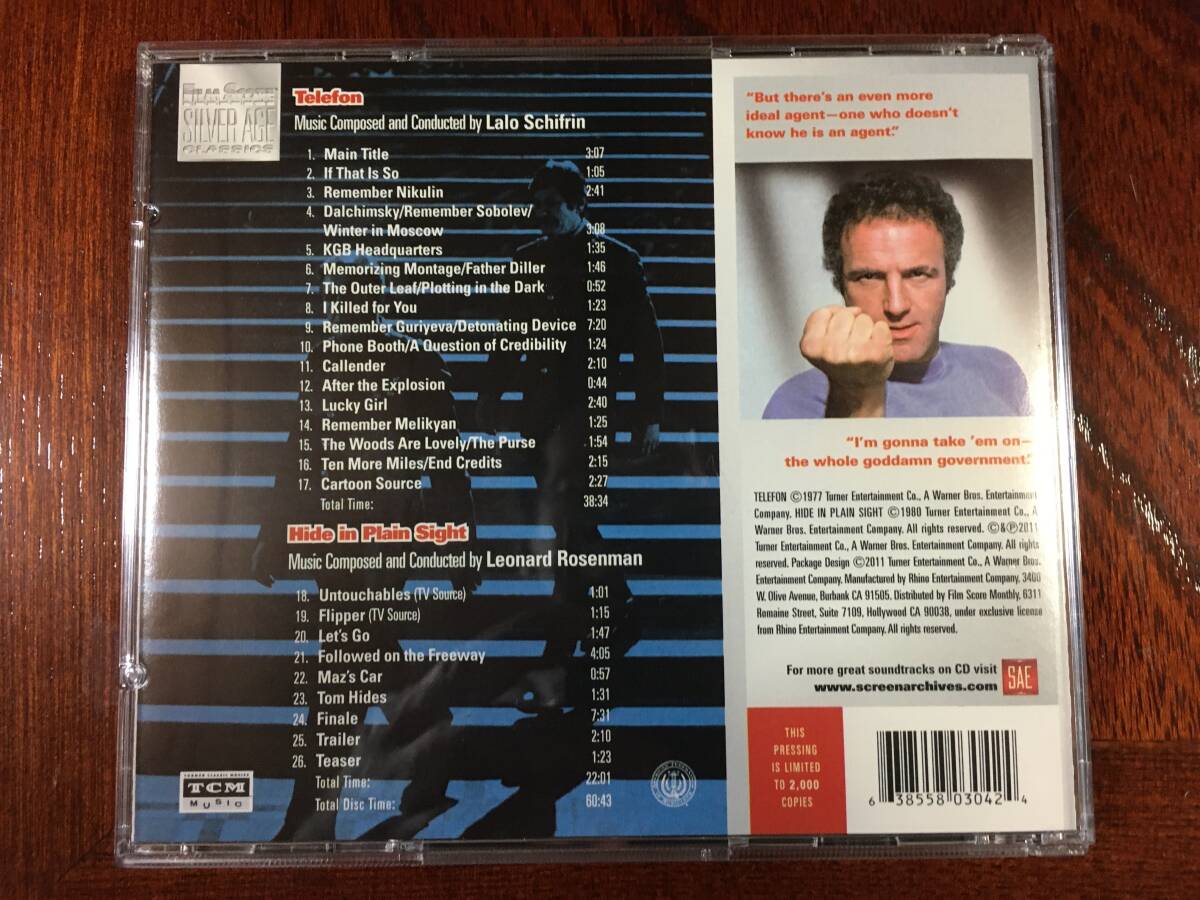 FILM SCORE
SILVER AGE
CLASSICS
Telefon
Music Composed and Conducted by Lalo Schifrin
1. Main Title 3:07
2. If That Is So 1:05
3. Remember Nikulin 2:41
4. Dalchimsky/Remember Sobolev/
Winter in Moscow 3:08
5. KGB Headquarters 1:35
6. Memorizing Montage/Father Diller 1:46
7. The Outer Leaf/Plotting in the Dark 0:52
8. I Killed for You 1:23
9. Remember Guriyeva/Detonating Device 7:20
10. Phone Booth/A Question of Credibility 1:24
11. Callender 2:10
12. After the Explosion 0:44
13. Lucky Girl 2:40
14. Remember Melikyan 1:25
15. The Woods Are Lovely/The Purse 1:54
16. Ten More Miles/End Credits 2:15
17. Cartoon Source 2:27
Total Time: 38:34
Hide in Plain Sight
Music Composed and Conducted by Leonard Rosenman
18. Untouchables (TV Source) 4:01
19. Flipper (TV Source) 1:15
20. Let's Go 1:47
21. Followed on the Freeway 4:05
22. Maz's Car 0:57
23. Tom Hides 1:31
24. Finale 7:31
25. Trailer 2:10
26. Teaser 1:23
Total Time: 22:01
Total Disc Time: 60:43
TURNER CLASSIC MOVIES
TCM
MUSIC
"But there's an even more
ideal agent—one who doesn't
know he is an agent."
"I'm gonna take 'em on—
the whole goddamn government."
TELEFON ©1977 Turner Entertainment Co., A Warner Bros. Entertainment
Company. HIDE IN PLAIN SIGHT ©1980 Turner Entertainment Co., A
Warner Bros. Entertainment Company. All rights reserved. ©&℗2011
Turner Entertainment Co., A Warner Bros. Entertainment Company. All rights
reserved. Package Design ©2011 Turner Entertainment Co., A Warner Bros.
Entertainment Company. Manufactured by Rhino Entertainment Company, 3400
W. Olive Avenue, Burbank CA 91505. Distributed by Film Score Monthly, 6311
Romaine Street, Suite 7109, Hollywood CA 90038, under exclusive license
from Rhino Entertainment Company. All rights reserved.
For more great soundtracks on CD visit
www.screenarchives.com
SAE
THIS
PRESSING
IS LIMITED
TO 2,000
COPIES
6 38558 03042 4